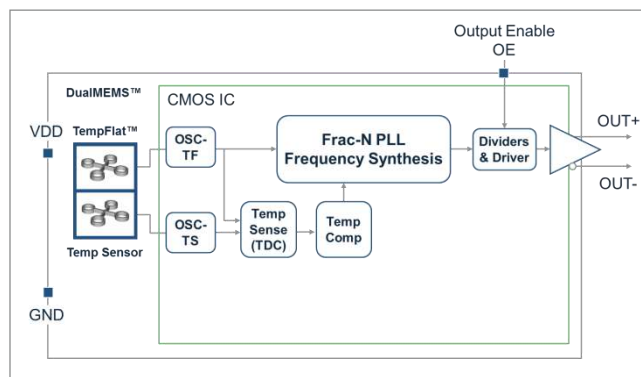 Output Enable
OE
DualMEMS™
CMOS IC
VDD
TempFlat™
OSC-
TF
Frac-N PLL
Frequency Synthesis
Dividers
& Driver
OUT+
OUT-
OSC-
TS
Temp
Sense
(TDC)
Temp
Comp
Temp Sensor
GND